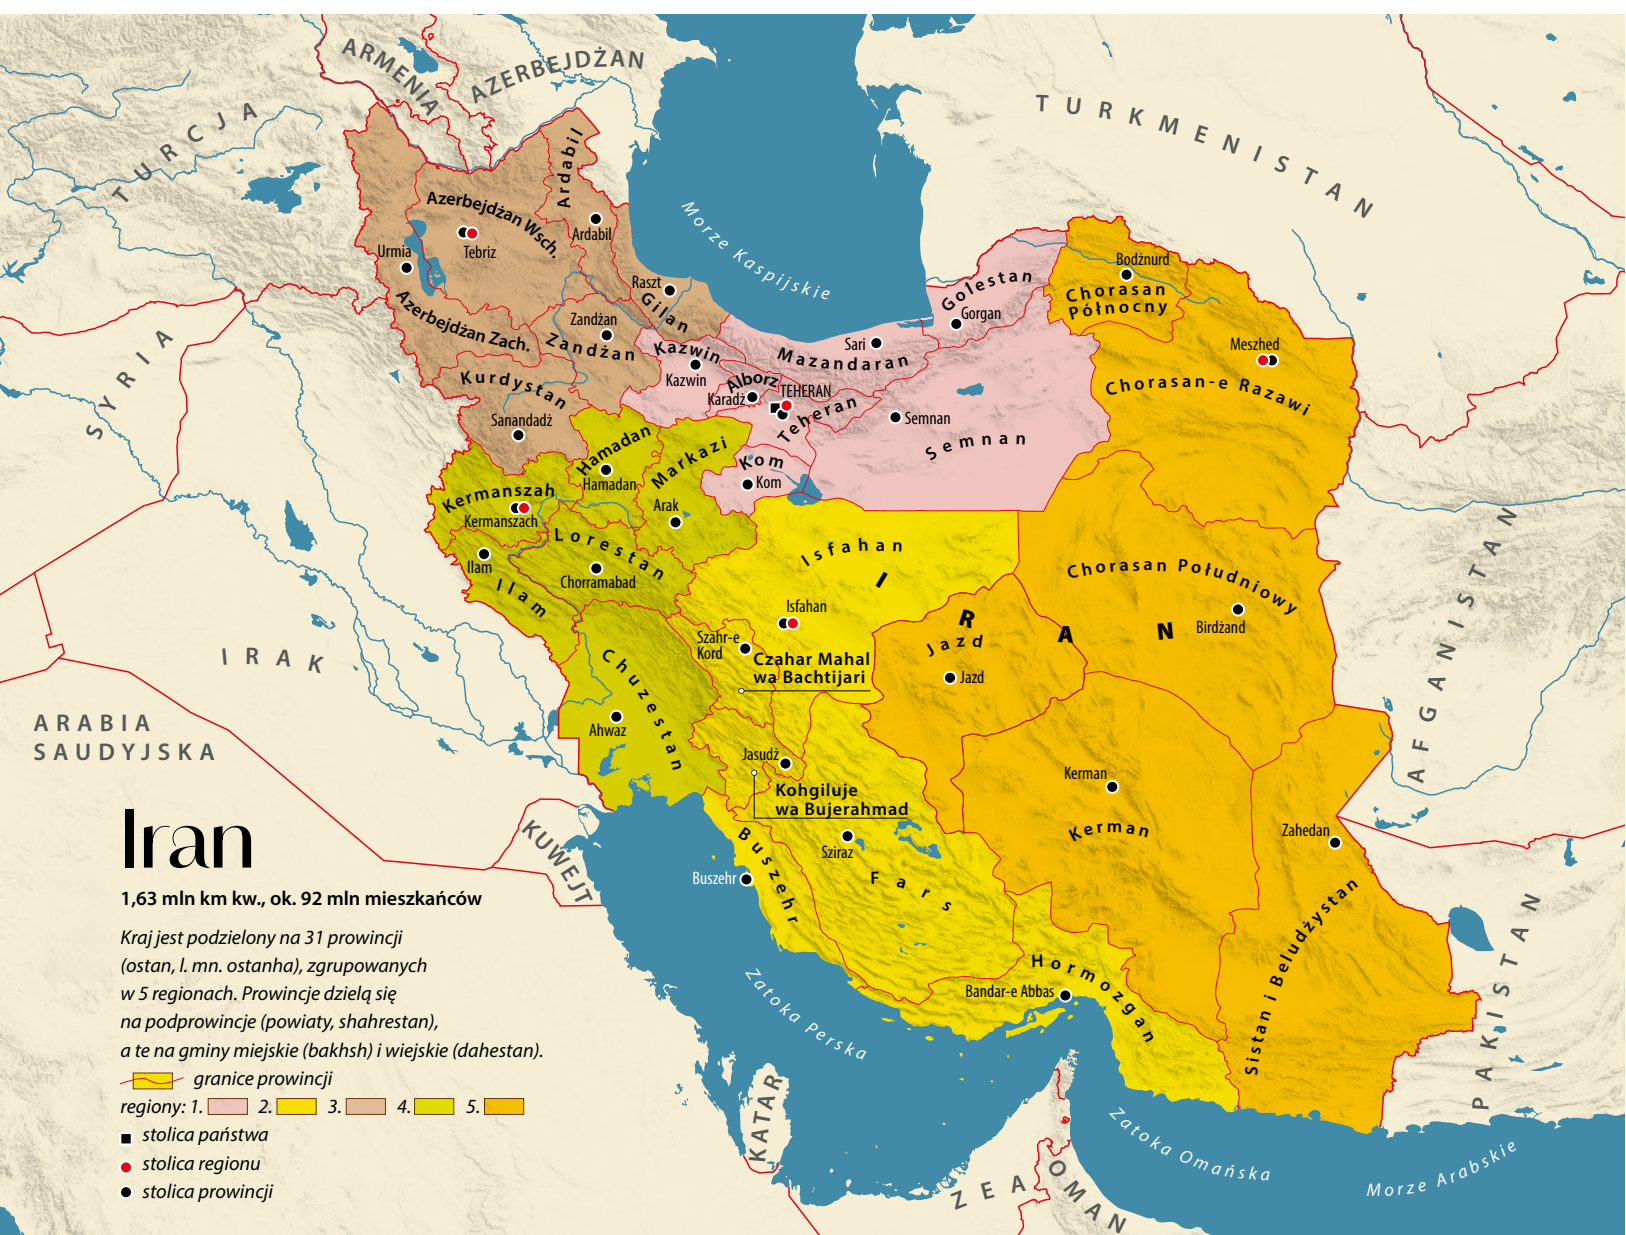 ARMENIA
AZERBEJDŻAN
TURCJA
TURKMENISTAN
Morze Kaspijskie
Ardabil
Ardabil
Azerbejdżan Wsch.
Tebriz
Urmia
Azerbejdżan Zach.
Raszt
Gilan
Zandżan
Zandżan
Kurdystan
Sanandadż
Kazwin
Kazwin
Alborz
Karadż
TEHERAN
Teheran
Mazandaran
Sari
Golestan
Gorgan
Semnan
Semnan
Kom
Kom
Bodżnurd
Chorasan
Północny
Meszhed
Chorasan-e Razawi
SYRIA
Hamadan
Hamadan
Markazi
Arak
Kermanszah
Kermanszach
Lorestan
Chorramabad
Ilam
Ilam
Isfahan
Isfahan
IRAN
Chorasan Południowy
Birdżand
AFGANISTAN
IRAK
Szahr-e
Kord
Czahar Mahal
wa Bachtijari
Jazd
Jazd
Chuzestan
Ahwaz
ARABIA
SAUDYJSKA
Jasudż
Kohgiluje
wa Bujerahmad
Kerman
Kerman
Zahedan
Sistan i Beludżystan
PAKISTAN
Sziraz
Fars
Buszehr
Buszehr
KUWEJT
Hormozgan
Bandar-e Abbas
Zatoka Perska
KATAR
ZEA
OMAN
Zatoka Omańska
Morze Arabskie
Iran
1,63 mln km kw., ok. 92 mln mieszkańców
Kraj jest podzielony na 31 prowincji
(ostan, l. mn. ostanha), zgrupowanych
w 5 regionach. Prowincje dzielą się
na podprowincje (powiaty, shahrestan),
a te na gminy miejskie (bakhsh) i wiejskie (dahestan).
granice prowincji
regiony: 1. 2. 3. 4. 5.
stolica państwa
stolica regionu
stolica prowincji